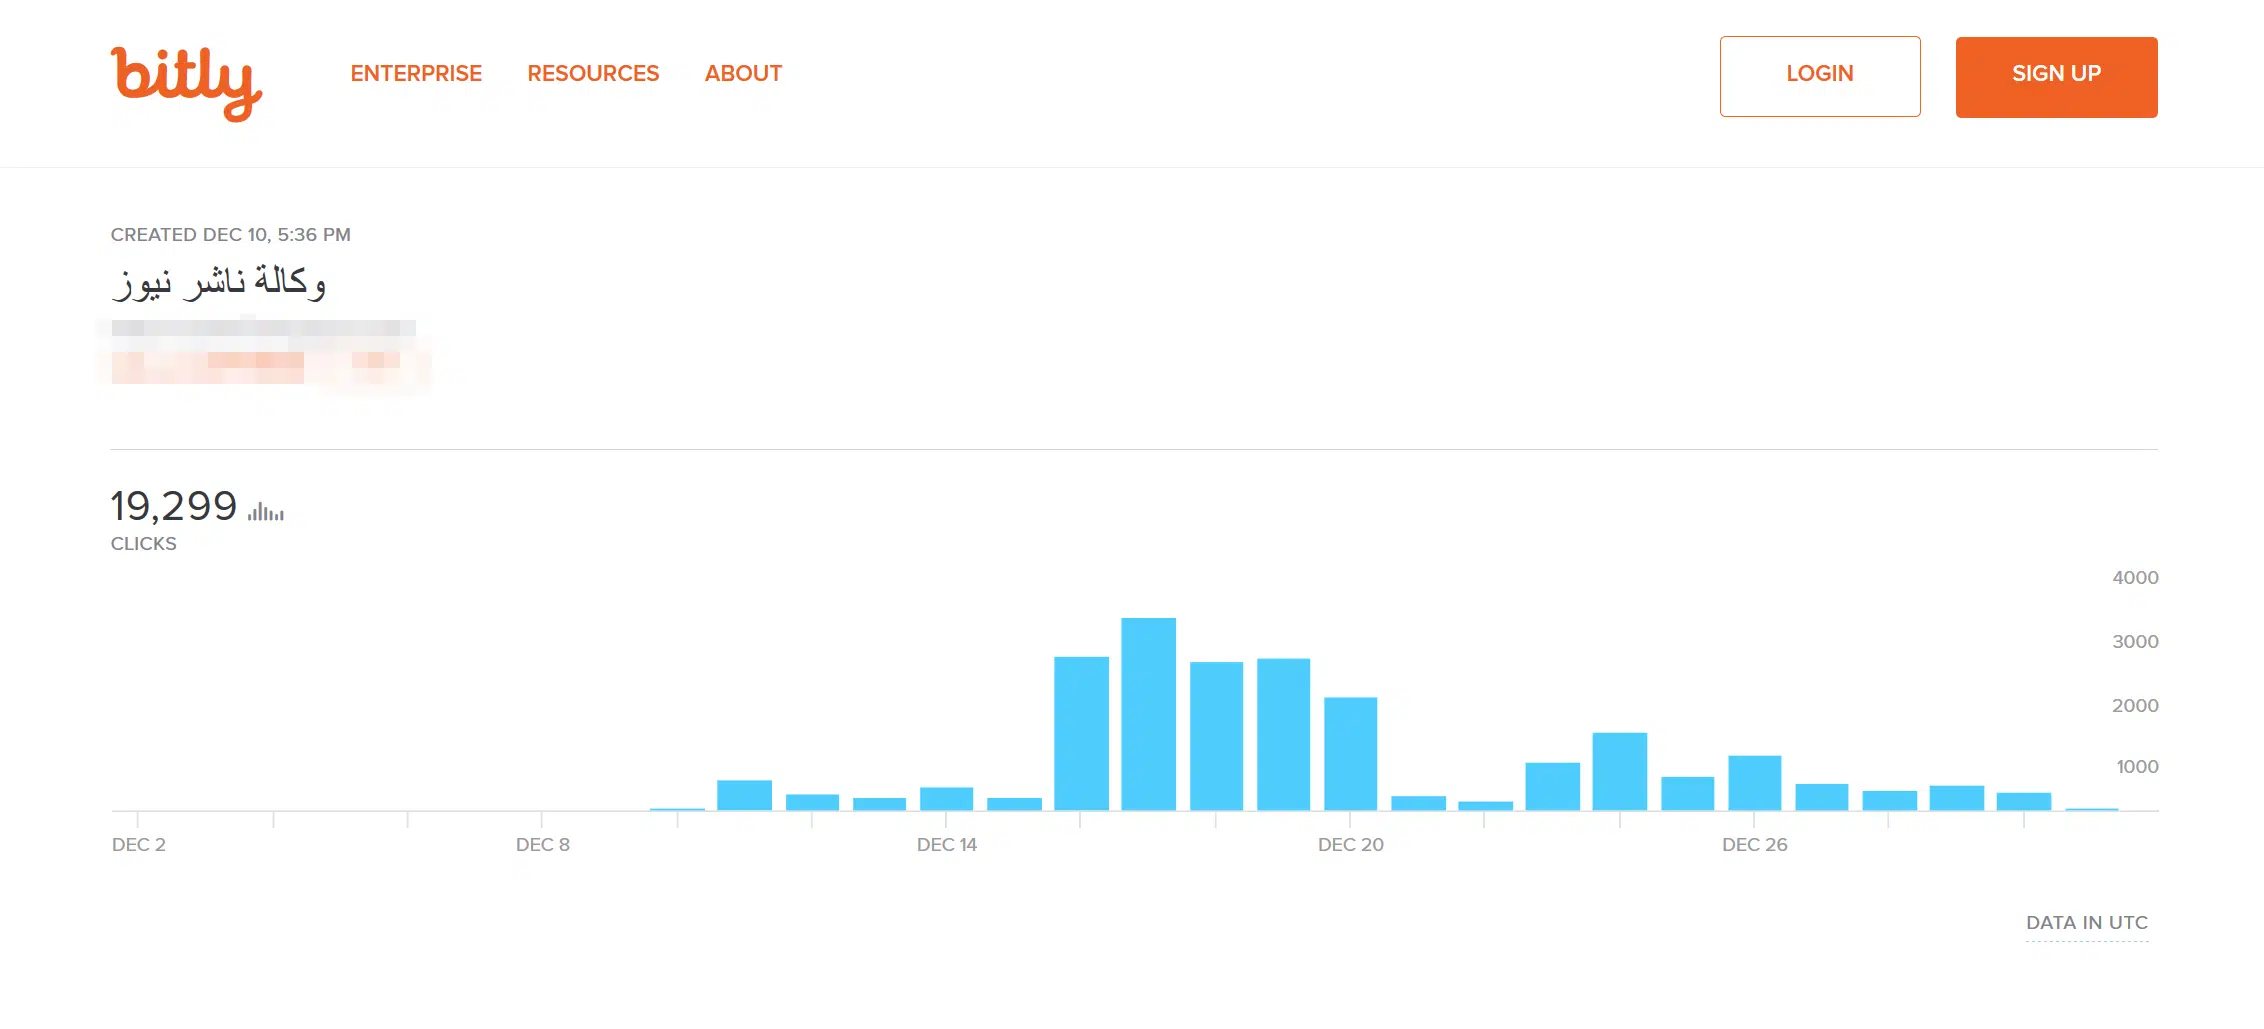 bitly
ENTERPRISE RESOURCES ABOUT
LOGIN SIGN UP
CREATED DEC 10, 5:36 PM
وكالة ناشر نيوز
19,299
CLICKS
4000
3000
2000
1000
DEC 2 DEC 8 DEC 14 DEC 20 DEC 26
DATA IN UTC